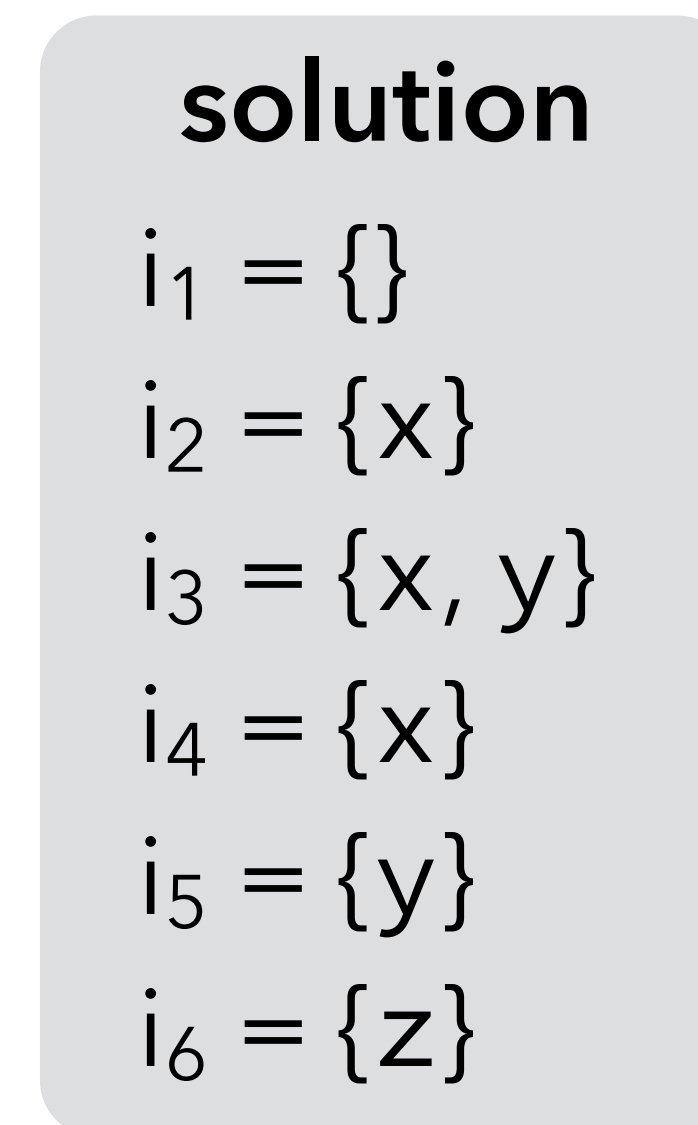 solution
i₁ = {}
i₂ = {x}
i₃ = {x, y}
i₄ = {x}
i₅ = {y}
i₆ = {z}